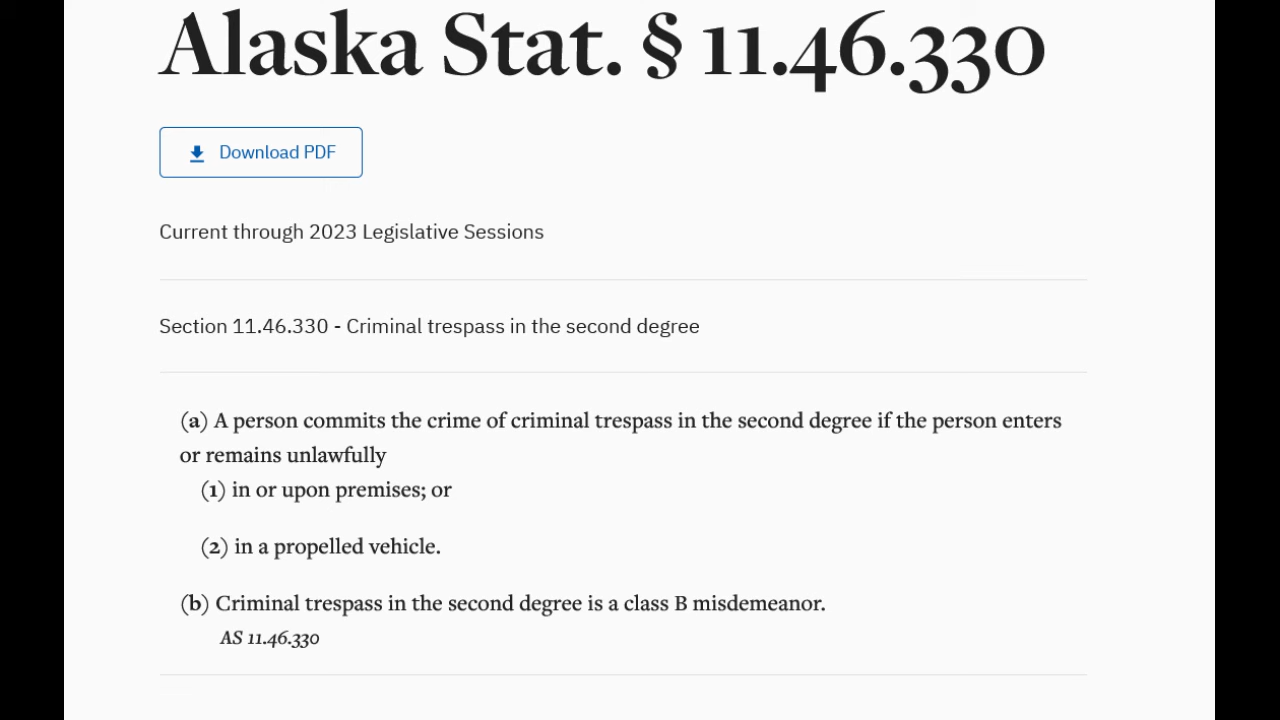 Alaska Stat. § 11.46.330
Download PDF
Current through 2023 Legislative Sessions
Section 11.46.330 - Criminal trespass in the second degree
(a) A person commits the crime of criminal trespass in the second degree if the person enters
or remains unlawfully
(1) in or upon premises; or
(2) in a propelled vehicle.
(b) Criminal trespass in the second degree is a class B misdemeanor.
AS 11.46.330